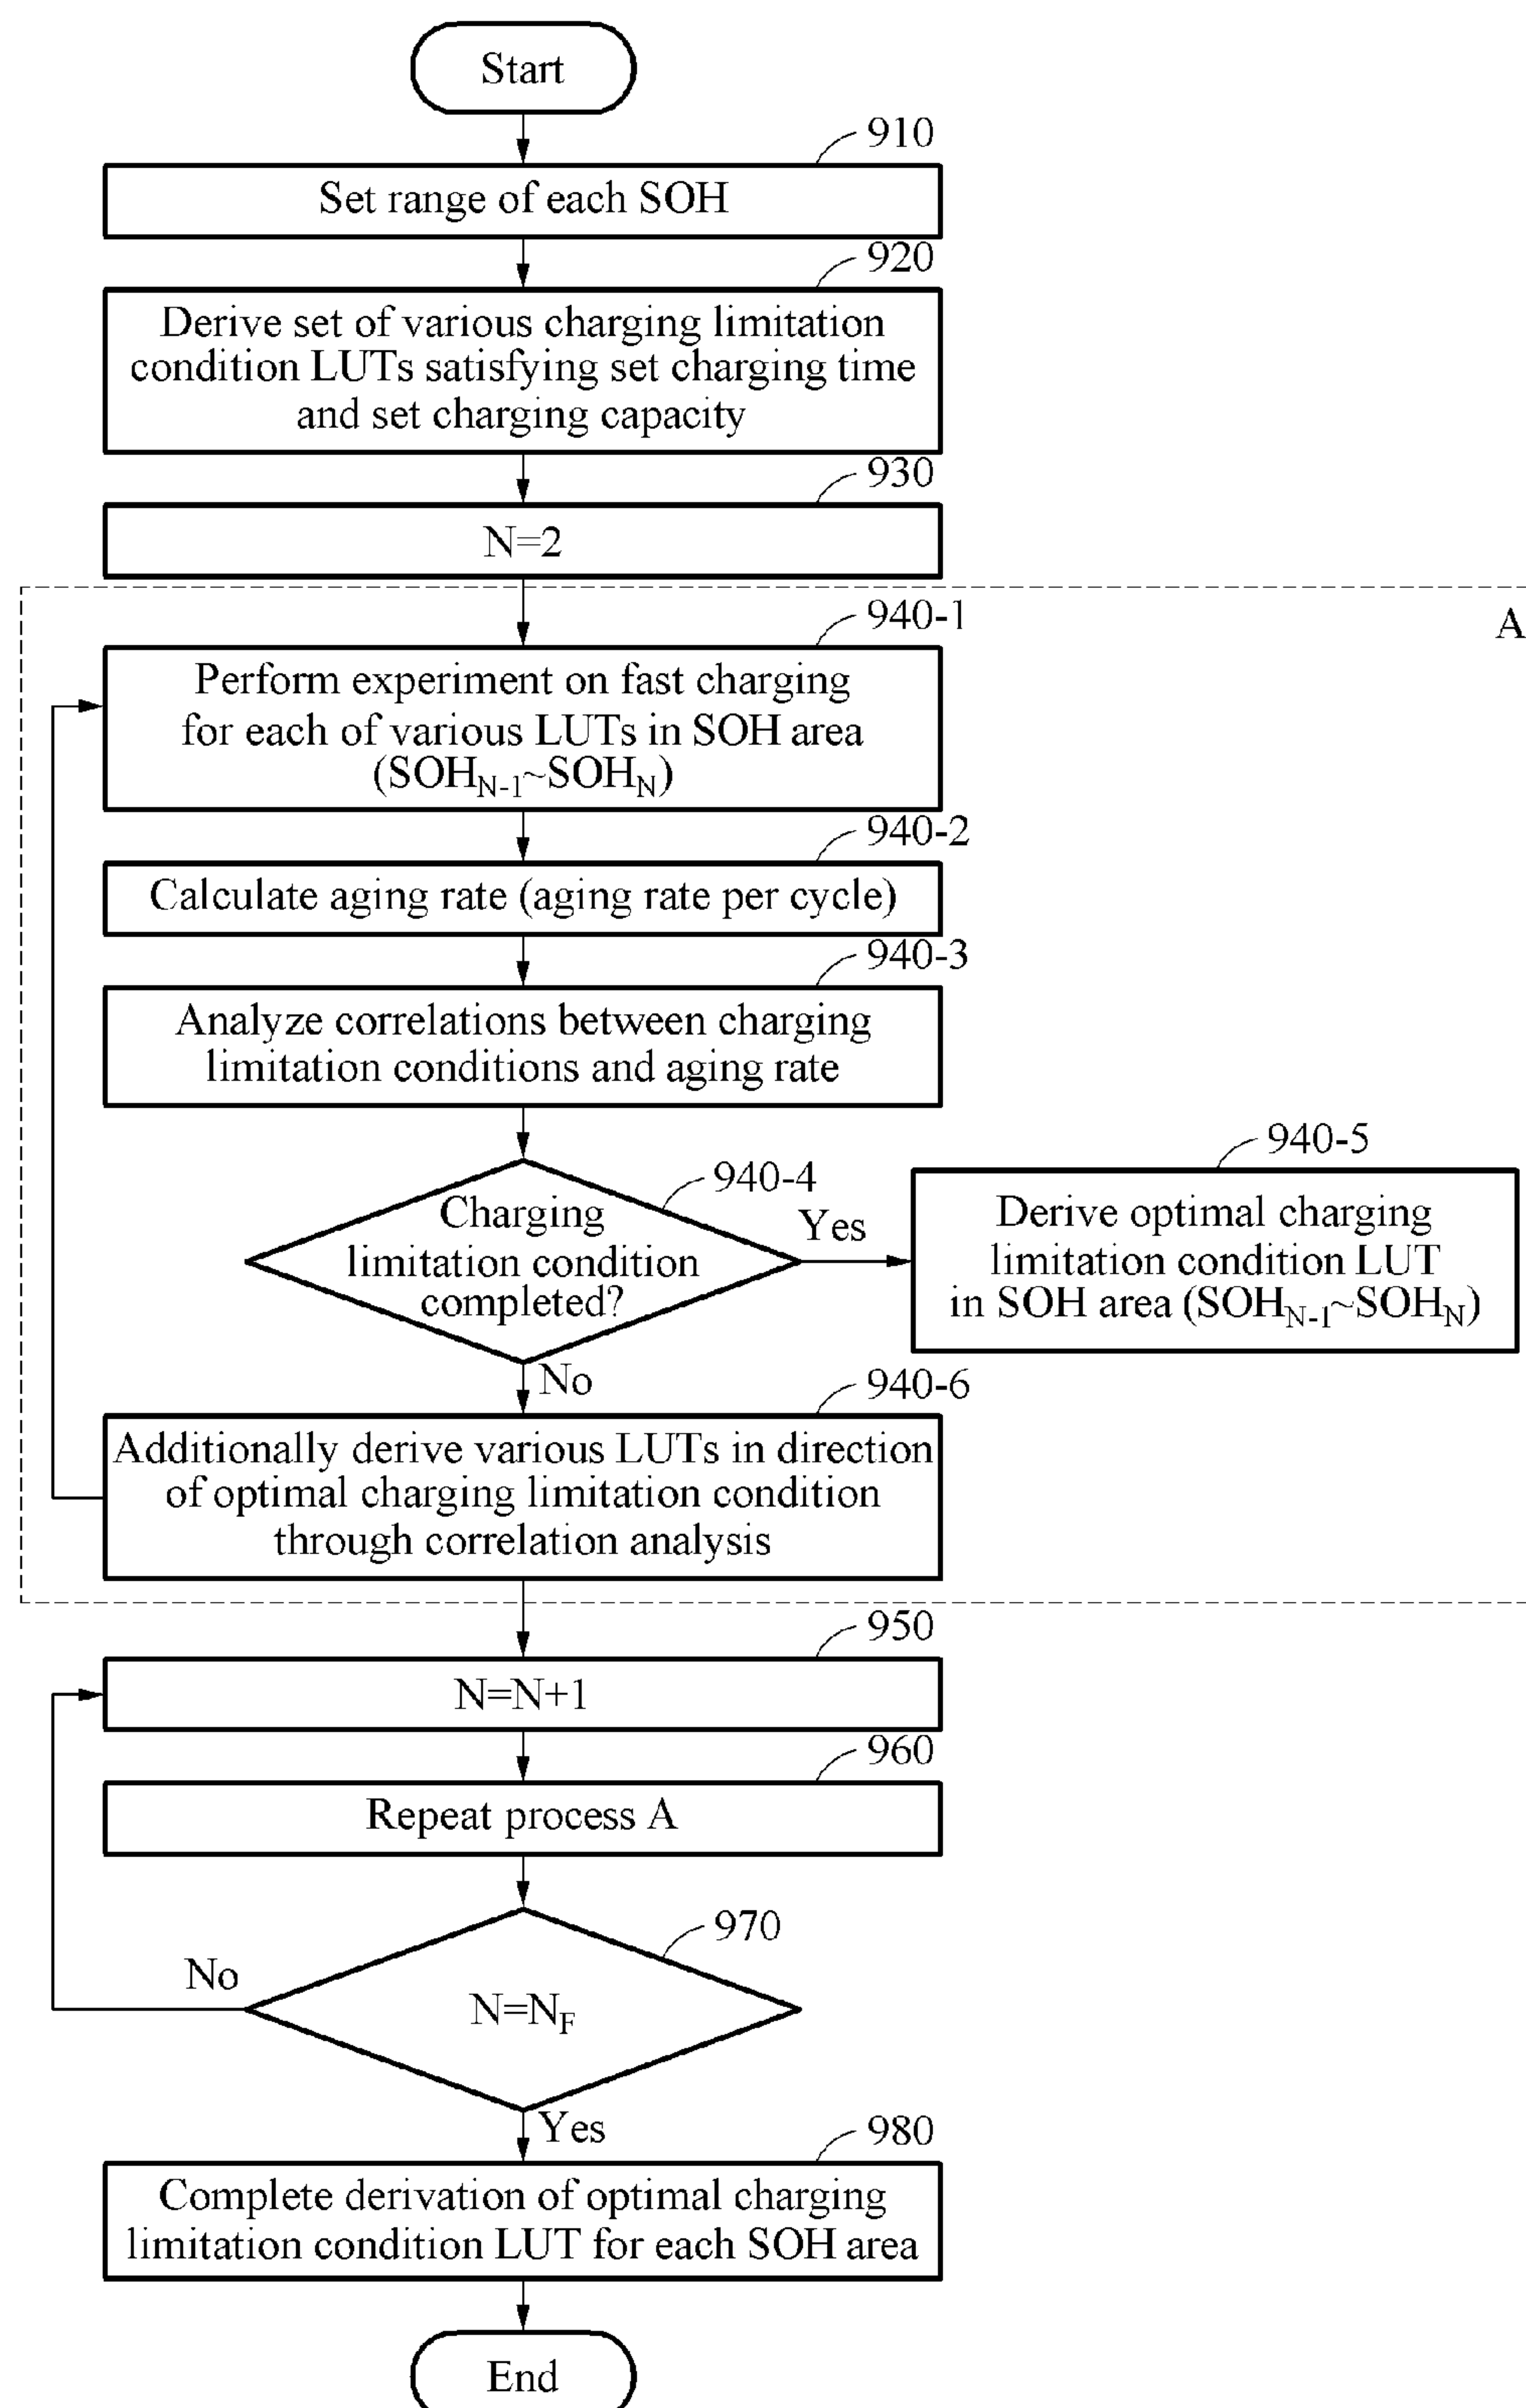 Start
910
Set range of each SOH
920
Derive set of various charging limitation
condition LUTs satisfying set charging time
and set charging capacity
930
N=2
A
940-1
Perform experiment on fast charging
for each of various LUTs in SOH area
(SOH_{N-1}~SOH_N)
940-2
Calculate aging rate (aging rate per cycle)
940-3
Analyze correlations between charging
limitation conditions and aging rate
940-4
Charging
limitation condition
completed?
Yes
940-5
Derive optimal charging
limitation condition LUT
in SOH area (SOH_{N-1}~SOH_N)
No
940-6
Additionally derive various LUTs in direction
of optimal charging limitation condition
through correlation analysis
950
N=N+1
960
Repeat process A
970
No
N=N_F
Yes
980
Complete derivation of optimal charging
limitation condition LUT for each SOH area
End